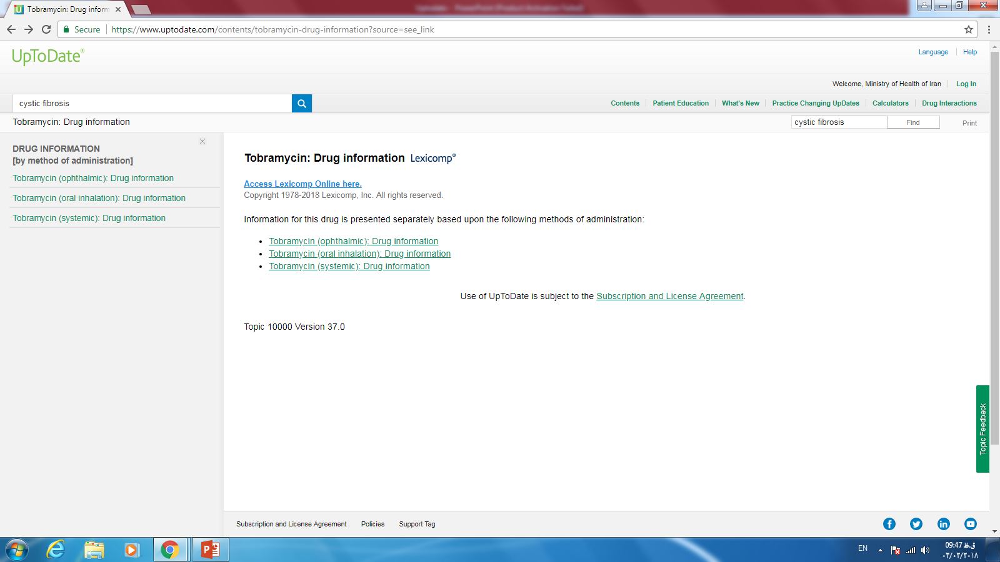 Tobramycin: Drug inform
Secure
https://www.uptodate.com/contents/tobramycin-drug-information?source=see_link
UpToDate®
Language
Help
Welcome, Ministry of Health of Iran
Log In
cystic fibrosis
Contents
Patient Education
What's New
Practice Changing UpDates
Calculators
Drug Interactions
Tobramycin: Drug information
cystic fibrosis
Find
Print
DRUG INFORMATION
[by method of administration]
Tobramycin (ophthalmic): Drug information
Tobramycin (oral inhalation): Drug information
Tobramycin (systemic): Drug information
Tobramycin: Drug information Lexicomp®
Access Lexicomp Online here.
Copyright 1978-2018 Lexicomp, Inc. All rights reserved.
Information for this drug is presented separately based upon the following methods of administration:
• Tobramycin (ophthalmic): Drug information
• Tobramycin (oral inhalation): Drug information
• Tobramycin (systemic): Drug information
Use of UpToDate is subject to the Subscription and License Agreement.
Topic 10000 Version 37.0
Topic Feedback
Subscription and License Agreement
Policies
Support Tag
EN
09:47 ق.ظ
۰۳/۰۲/۲۰۱۸